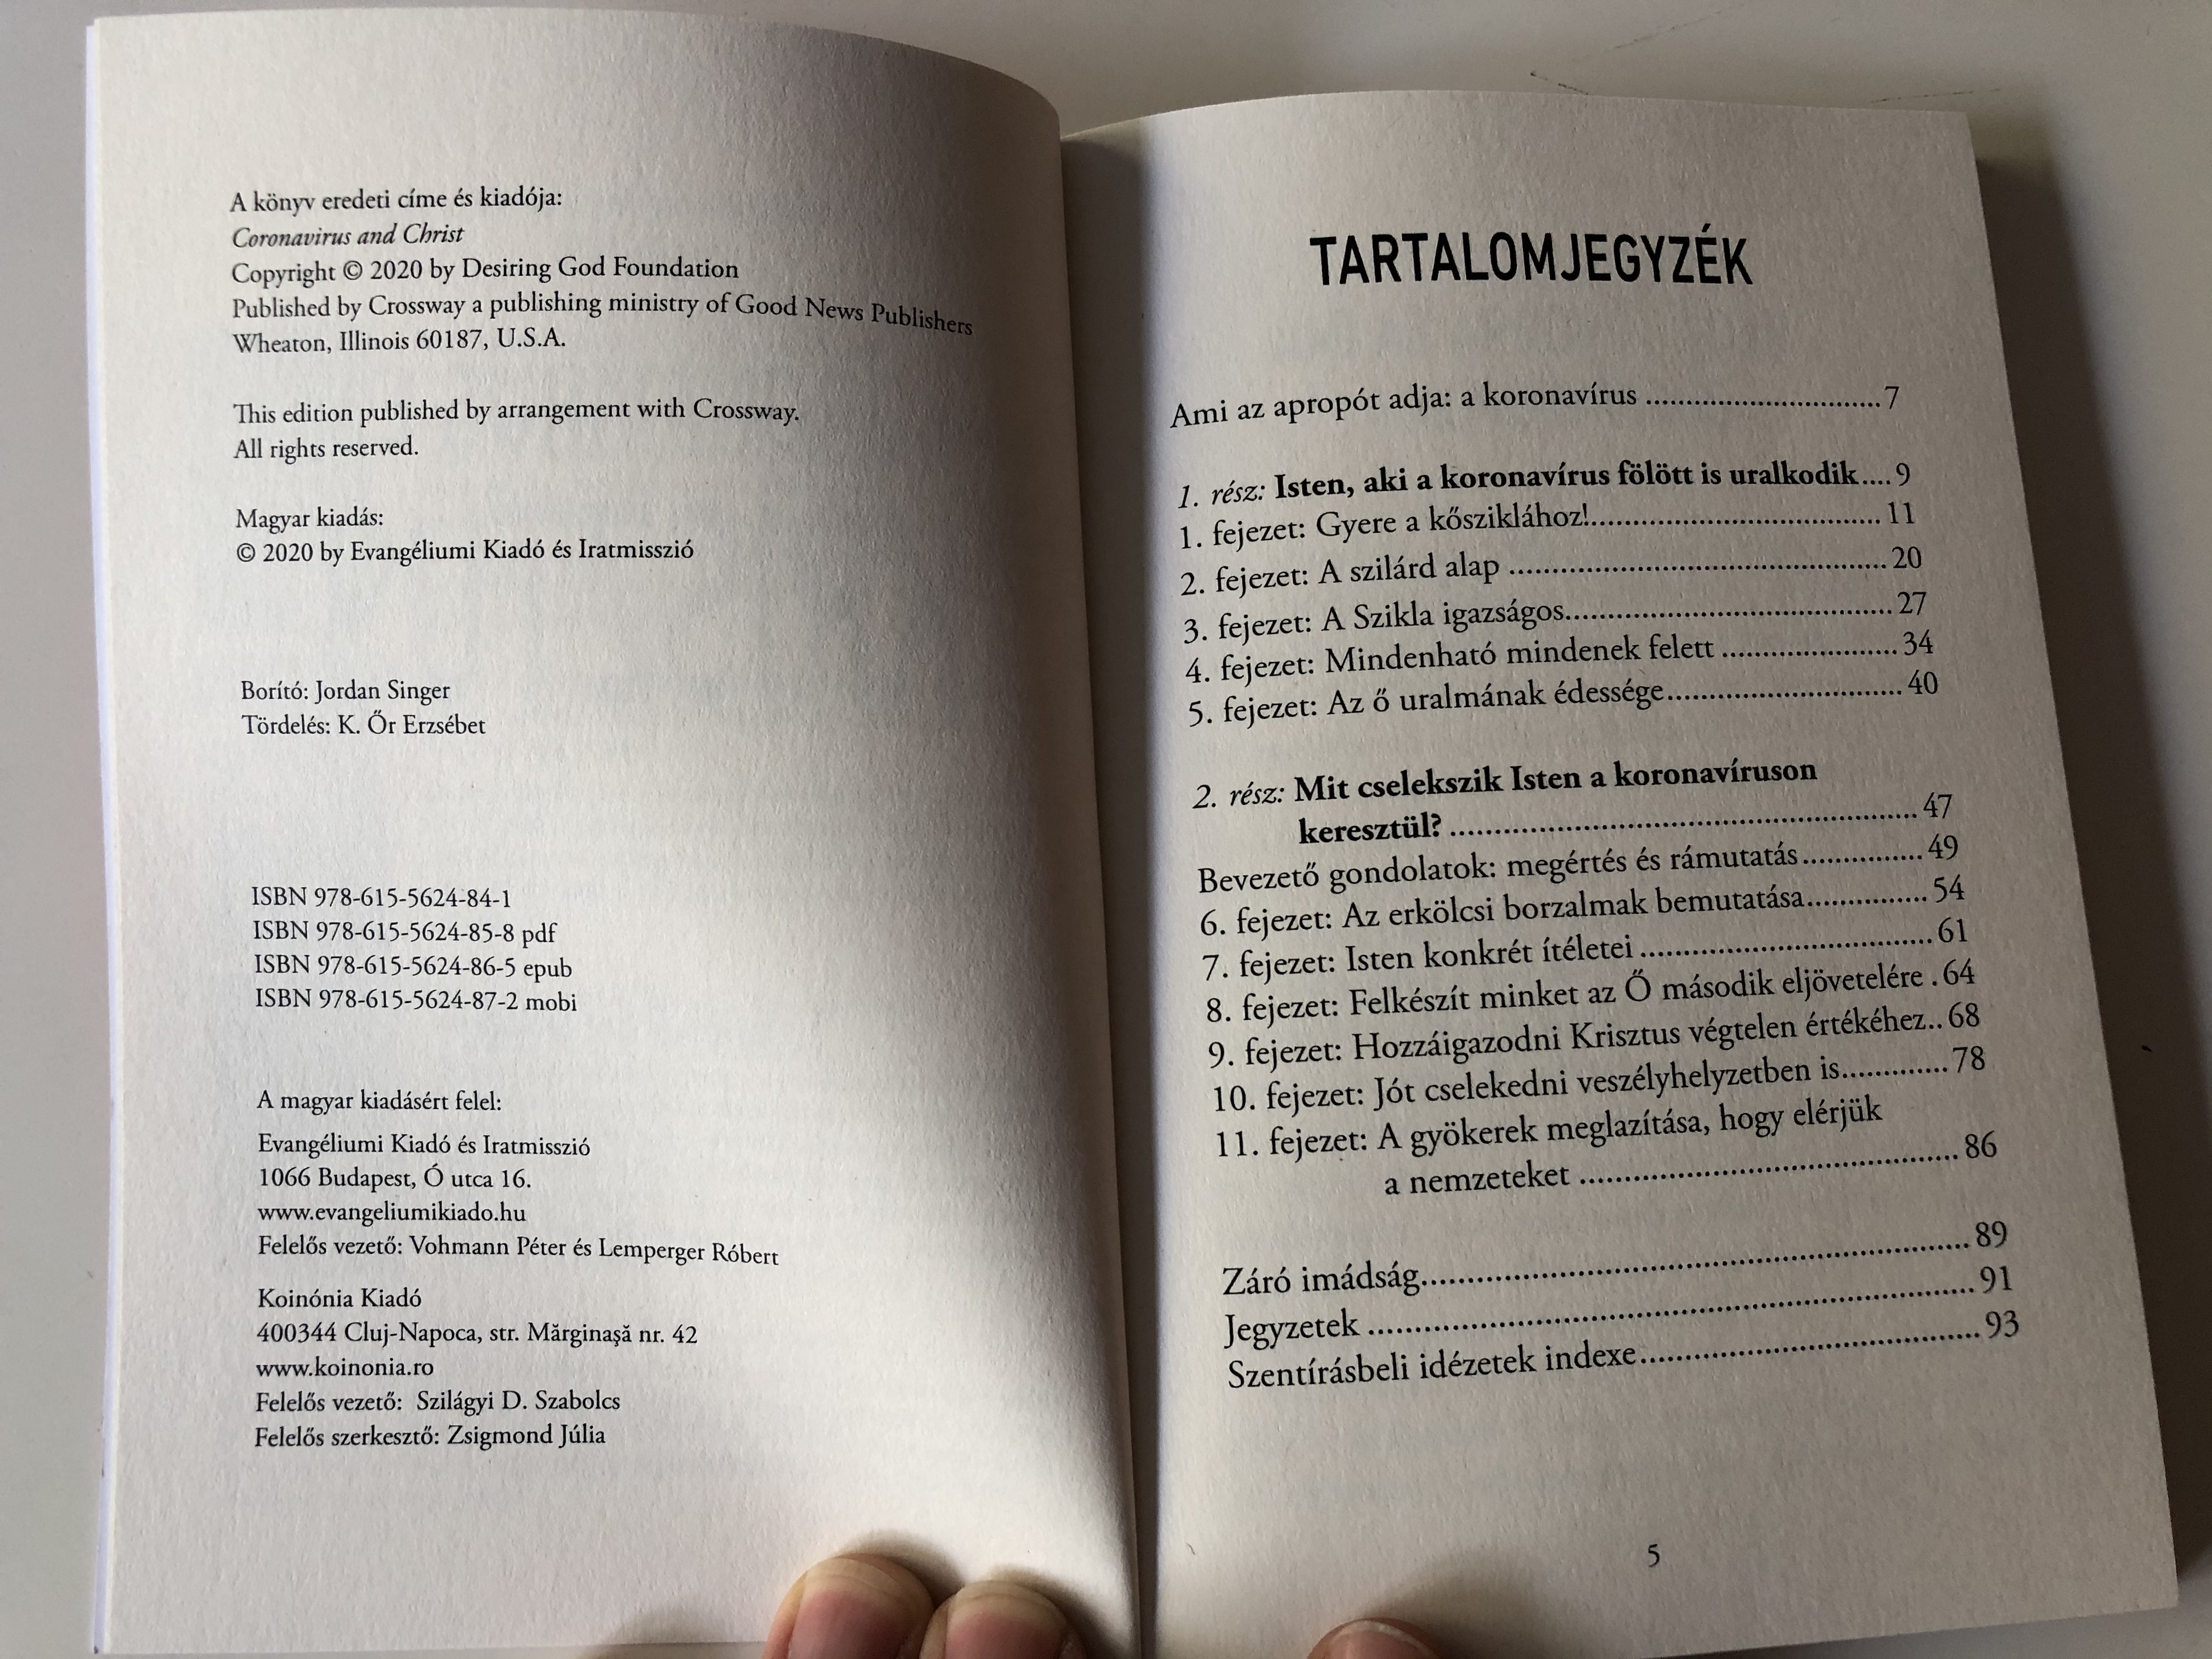 A könyv eredeti címe és kiadója:
Coronavirus and Christ
Copyright © 2020 by Desiring God Foundation
Published by Crossway a publishing ministry of Good News Publishers
Wheaton, Illinois 60187, U.S.A.
This edition published by arrangement with Crossway.
All rights reserved.
Magyar kiadás:
© 2020 by Evangéliumi Kiadó és Iratmisszió
Borító: Jordan Singer
Tördelés: K. Őr Erzsébet
ISBN 978-615-5624-84-1
ISBN 978-615-5624-85-8 pdf
ISBN 978-615-5624-86-5 epub
ISBN 978-615-5624-87-2 mobi
A magyar kiadásért felel:
Evangéliumi Kiadó és Iratmisszió
1066 Budapest, Ó utca 16.
www.evangeliumikiado.hu
Felelős vezető: Vohmann Péter és Lemperger Róbert
Koinónia Kiadó
400344 Cluj-Napoca, str. Mărginaşă nr. 42
www.koinonia.ro
Felelős vezető: Szilágyi D. Szabolcs
Felelős szerkesztő: Zsigmond Júlia
TARTALOMJEGYZÉK
Ami az apropót adja: a koronavírus ............................. 7
1. rész: Isten, aki a koronavírus fölött is uralkodik.... 9
1. fejezet: Gyere a kősziklához!.................................... 11
2. fejezet: A szilárd alap ............................................... 20
3. fejezet: A Szikla igazságos......................................... 27
4. fejezet: Mindenható mindenek felett ...................... 34
5. fejezet: Az ő uralmának édessége............................. 40
2. rész: Mit cselekszik Isten a koronavíruson
keresztül? .......................................................... 47
Bevezető gondolatok: megértés és rámutatás............... 49
6. fejezet: Az erkölcsi borzalmak bemutatása............... 54
7. fejezet: Isten konkrét ítéletei .................................... 61
8. fejezet: Felkészít minket az Ő második eljövetelére . 64
9. fejezet: Hozzáigazodni Krisztus végtelen értékéhez.. 68
10. fejezet: Jót cselekedni veszélyhelyzetben is............. 78
11. fejezet: A gyökerek meglazítása, hogy elérjük
a nemzeteket ............................................... 86
Záró imádság.................................................................... 89
Jegyzetek ........................................................................... 91
Szentírásbeli idézetek indexe.......................................... 93
5